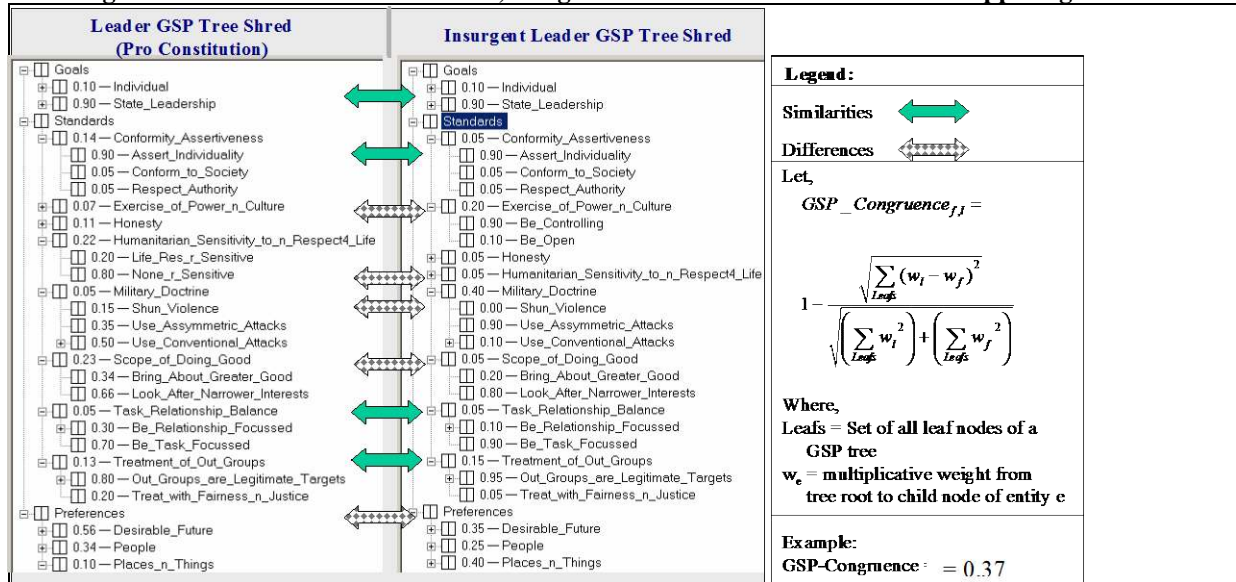 Leader GSP Tree Shred
(Pro Constitution)
Goals
0.10 — Individual
0.90 — State_Leadership
Standards
0.14 — Conformity_Assertiveness
0.90 — Assert_Individuality
0.05 — Conform_to_Society
0.05 — Respect_Authority
0.07 — Exercise_of_Power_n_Culture
0.11 — Honesty
0.22 — Humanitarian_Sensitivity_to_n_Respect4_Life
0.20 — Life_Res_r_Sensitive
0.80 — None_r_Sensitive
0.05 — Military_Doctrine
0.15 — Shun_Violence
0.35 — Use_Assymmetric_Attacks
0.50 — Use_Conventional_Attacks
0.23 — Scope_of_Doing_Good
0.34 — Bring_About_Greater_Good
0.66 — Look_After_Narrower_Interests
0.05 — Task_Relationship_Balance
0.30 — Be_Relationship_Focussed
0.70 — Be_Task_Focussed
0.13 — Treatment_of_Out_Groups
0.80 — Out_Groups_are_Legitimate_Targets
0.20 — Treat_with_Fairness_n_Justice
Preferences
0.56 — Desirable_Future
0.34 — People
0.10 — Places_n_Things
Insurgent Leader GSP Tree Shred
Goals
0.10 — Individual
0.90 — State_Leadership
Standards
0.05 — Conformity_Assertiveness
0.90 — Assert_Individuality
0.05 — Conform_to_Society
0.05 — Respect_Authority
0.20 — Exercise_of_Power_n_Culture
0.90 — Be_Controlling
0.10 — Be_Open
0.05 — Honesty
0.05 — Humanitarian_Sensitivity_to_n_Respect4_Life
0.40 — Military_Doctrine
0.00 — Shun_Violence
0.90 — Use_Assymmetric_Attacks
0.10 — Use_Conventional_Attacks
0.05 — Scope_of_Doing_Good
0.20 — Bring_About_Greater_Good
0.80 — Look_After_Narrower_Interests
0.05 — Task_Relationship_Balance
0.10 — Be_Relationship_Focussed
0.90 — Be_Task_Focussed
0.15 — Treatment_of_Out_Groups
0.95 — Out_Groups_are_Legitimate_Targets
0.05 — Treat_with_Fairness_n_Justice
Preferences
0.35 — Desirable_Future
0.25 — People
0.40 — Places_n_Things
Legend:
Similarities
Differences
Let,
GSP_Congruence_{f,l} =
1 - √(∑_{Leafs} (w_l − w_f)²) / √((∑_{Leafs} w_l²) + (∑_{Leafs} w_f²))
Where,
Leafs = Set of all leaf nodes of a
GSP tree
w_e = multiplicative weight from
tree root to child node of entity e
Example:
GSP-Congruence = 0.37